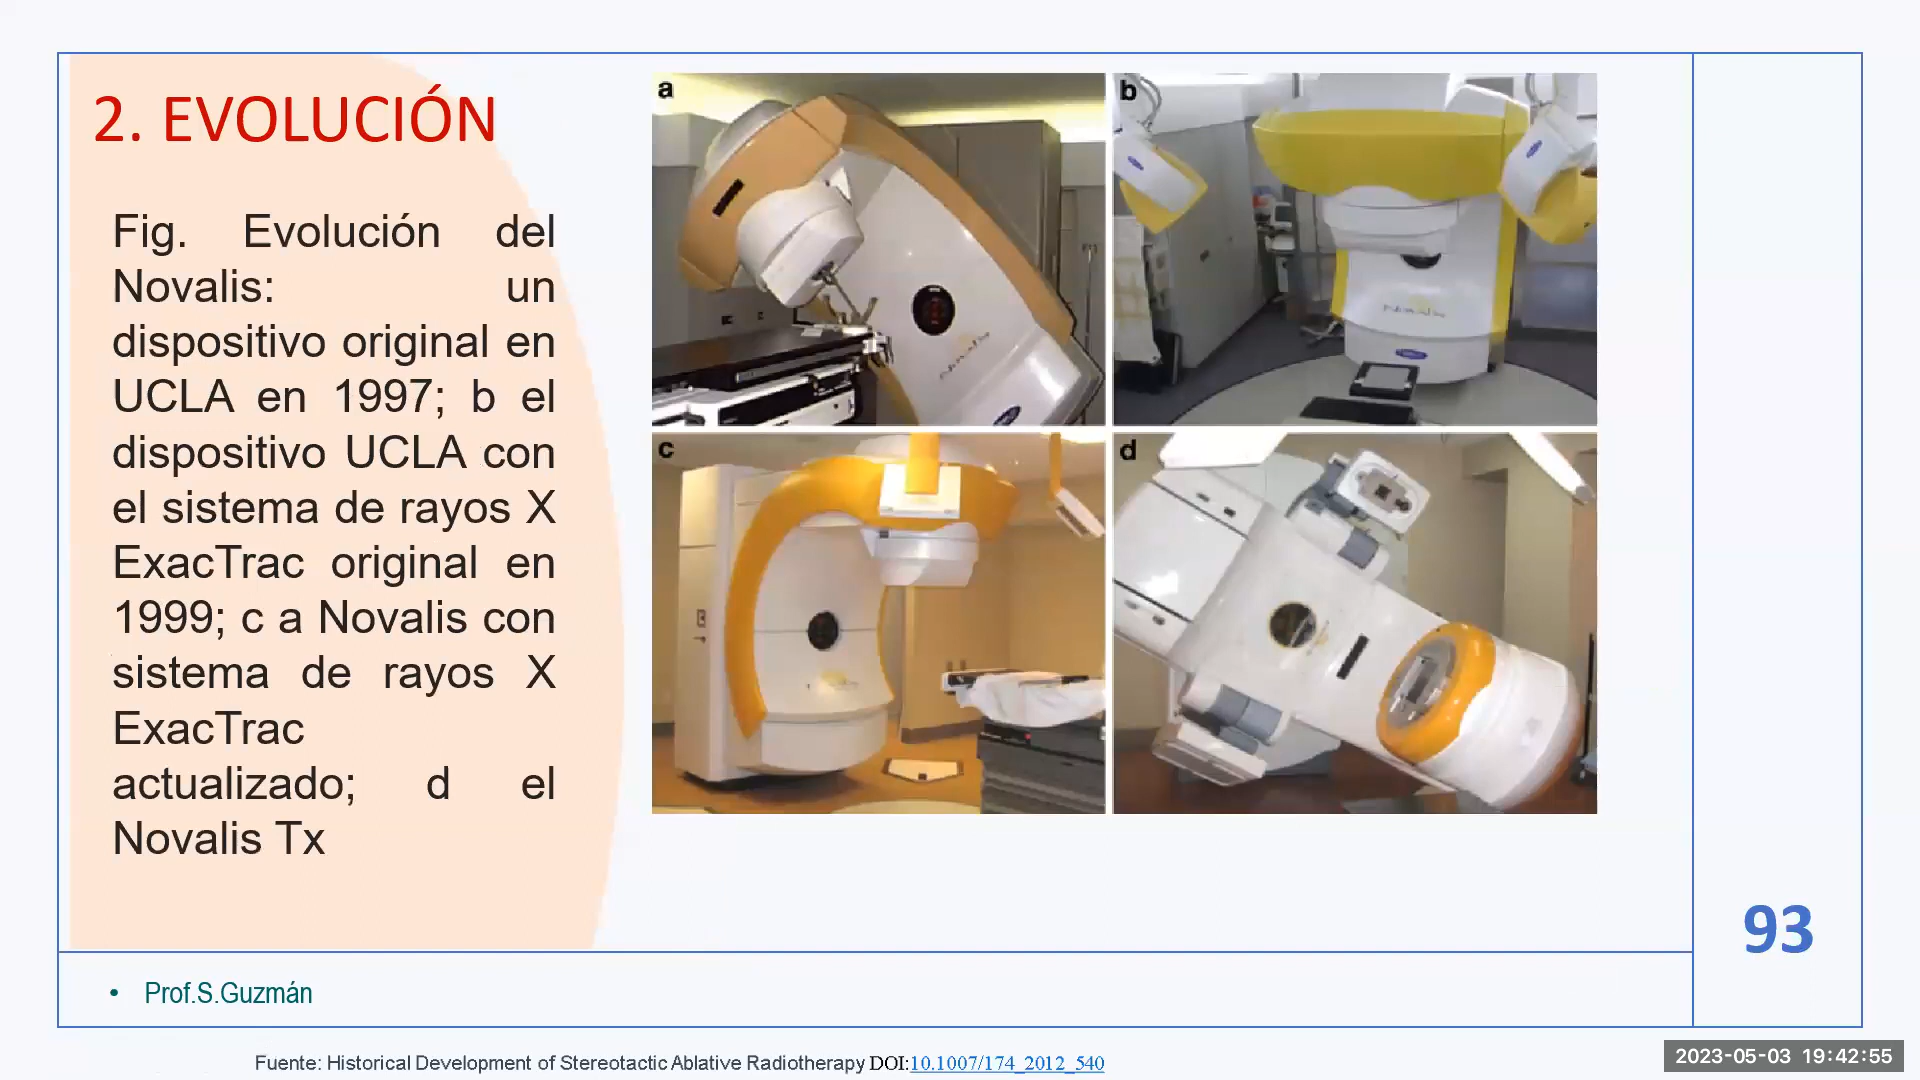 2. EVOLUCIÓN
Fig. Evolución del
Novalis: un
dispositivo original en
UCLA en 1997; b el
dispositivo UCLA con
el sistema de rayos X
ExacTrac original en
1999; c a Novalis con
sistema de rayos X
ExacTrac
actualizado; d el
Novalis Tx
a
b
c
d
93
• Prof.S.Guzmán
Fuente: Historical Development of Stereotactic Ablative Radiotherapy DOI:10.1007/174_2012_540
2023-05-03 19:42:55